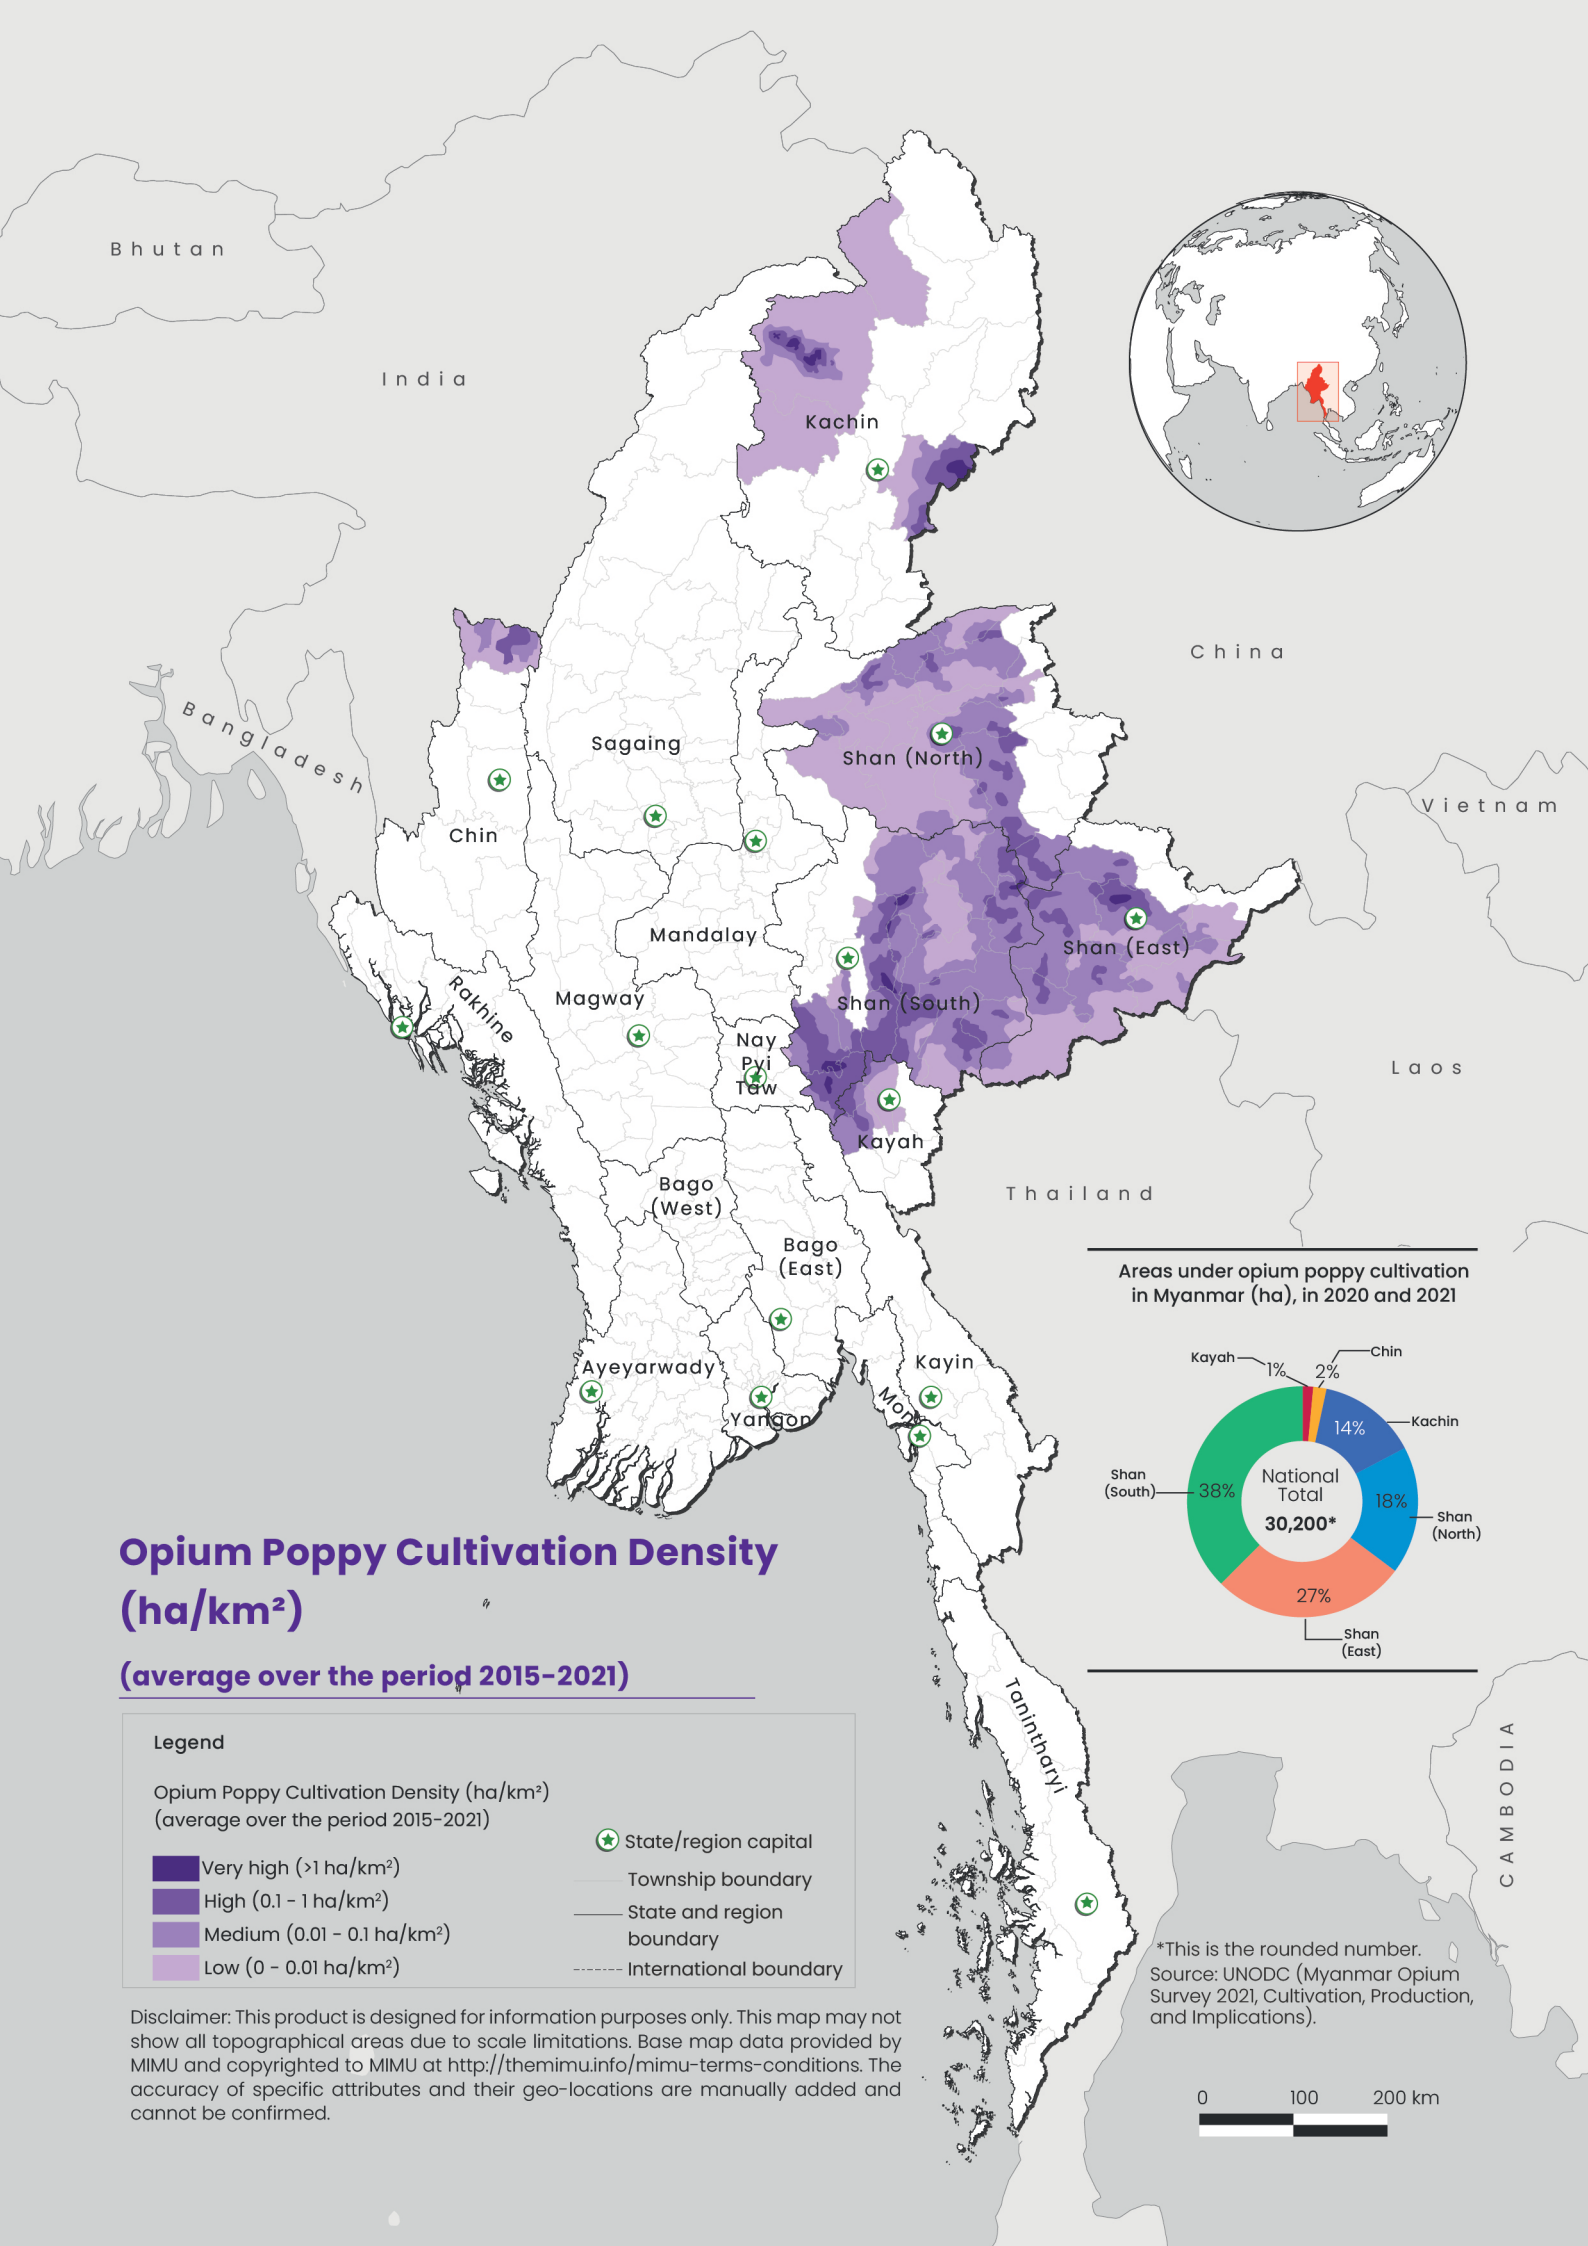 Bhutan
India
China
Bangladesh
Vietnam
Laos
Thailand
CAMBODIA
Kachin
Sagaing
Shan (North)
Chin
Mandalay
Shan (East)
Magway
Shan (South)
Rakhine
Nay
Pyi
Taw
Kayah
Bago
(West)
Bago
(East)
Ayeyarwady
Kayin
Mon
Yangon
Tanintharyi
Areas under opium poppy cultivation
in Myanmar (ha), in 2020 and 2021
Kayah
1%
2%
Chin
14%
Kachin
Shan
(South)
38%
National
Total
30,200*
18%
Shan
(North)
27%
Shan
(East)
Opium Poppy Cultivation Density
(ha/km²)
(average over the period 2015-2021)
Legend
Opium Poppy Cultivation Density (ha/km²)
(average over the period 2015-2021)
Very high (>1 ha/km²)
High (0.1 - 1 ha/km²)
Medium (0.01 - 0.1 ha/km²)
Low (0 - 0.01 ha/km²)
State/region capital
Township boundary
State and region
boundary
International boundary
Disclaimer: This product is designed for information purposes only. This map may not
show all topographical areas due to scale limitations. Base map data provided by
MIMU and copyrighted to MIMU at http://themimu.info/mimu-terms-conditions. The
accuracy of specific attributes and their geo-locations are manually added and
cannot be confirmed.
*This is the rounded number.
Source: UNODC (Myanmar Opium
Survey 2021, Cultivation, Production,
and Implications).
0 100 200 km